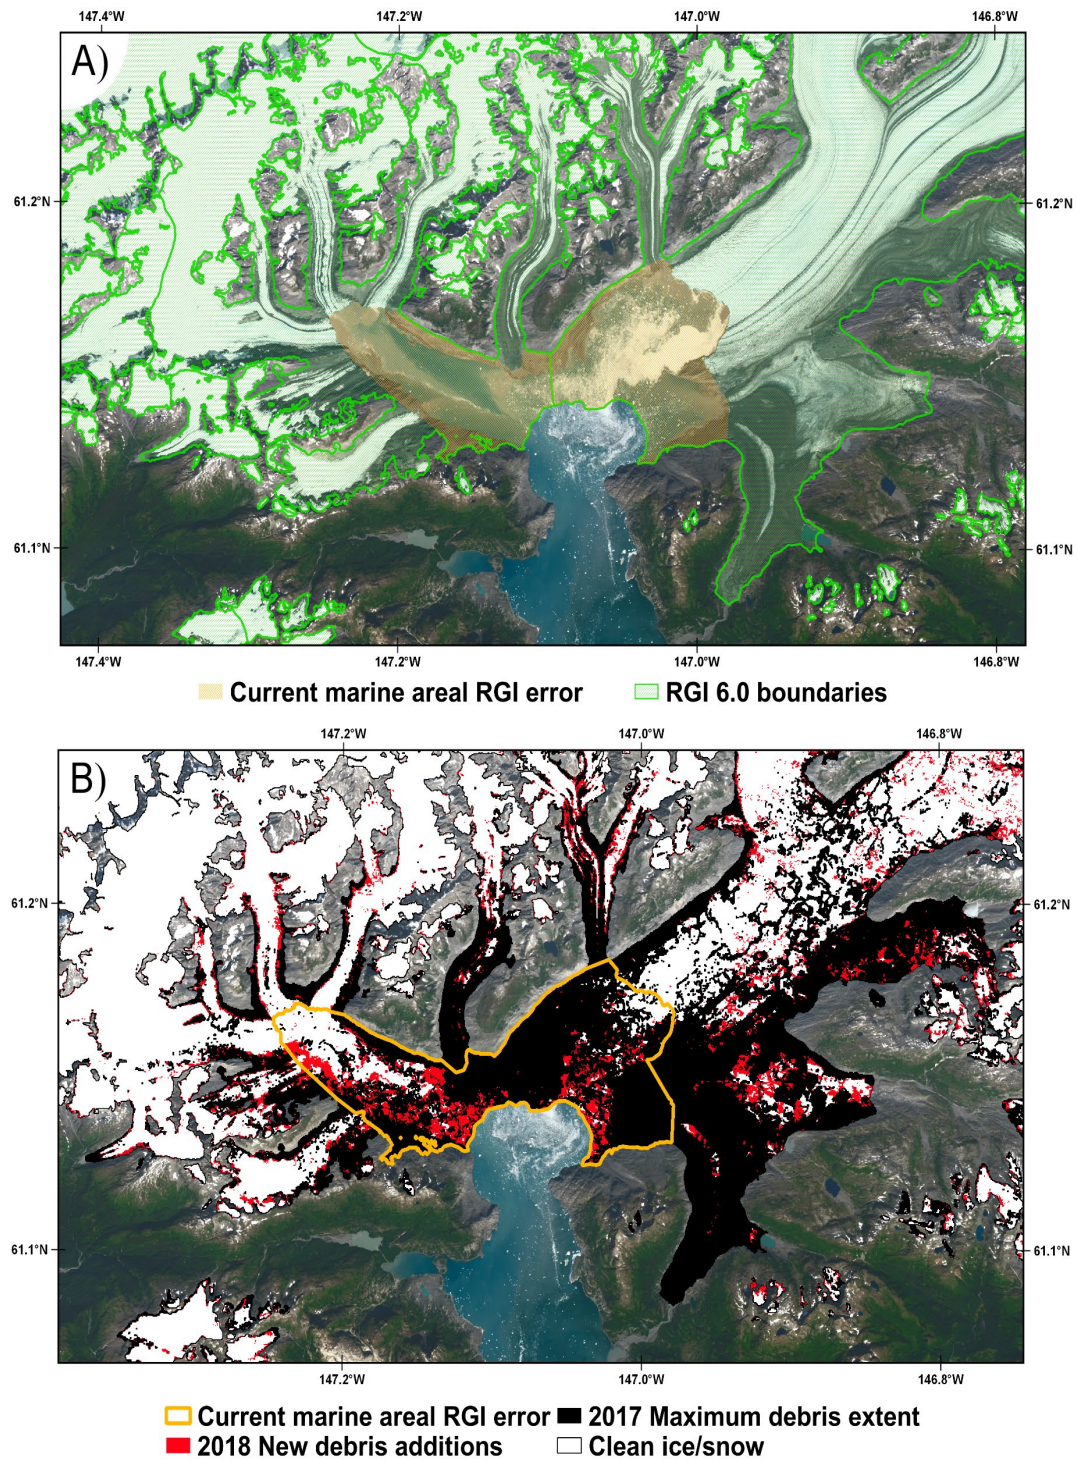 147.4°W 147.2°W 147.0°W 146.8°W
A)
61.2°N 61.2°N
61.1°N 61.1°N
147.4°W 147.2°W 147.0°W 146.8°W
Current marine areal RGI error RGI 6.0 boundaries
147.2°W 147.0°W 146.8°W
B)
61.2°N 61.2°N
61.1°N 61.1°N
147.2°W 147.0°W 146.8°W
Current marine areal RGI error 2017 Maximum debris extent
2018 New debris additions Clean ice/snow